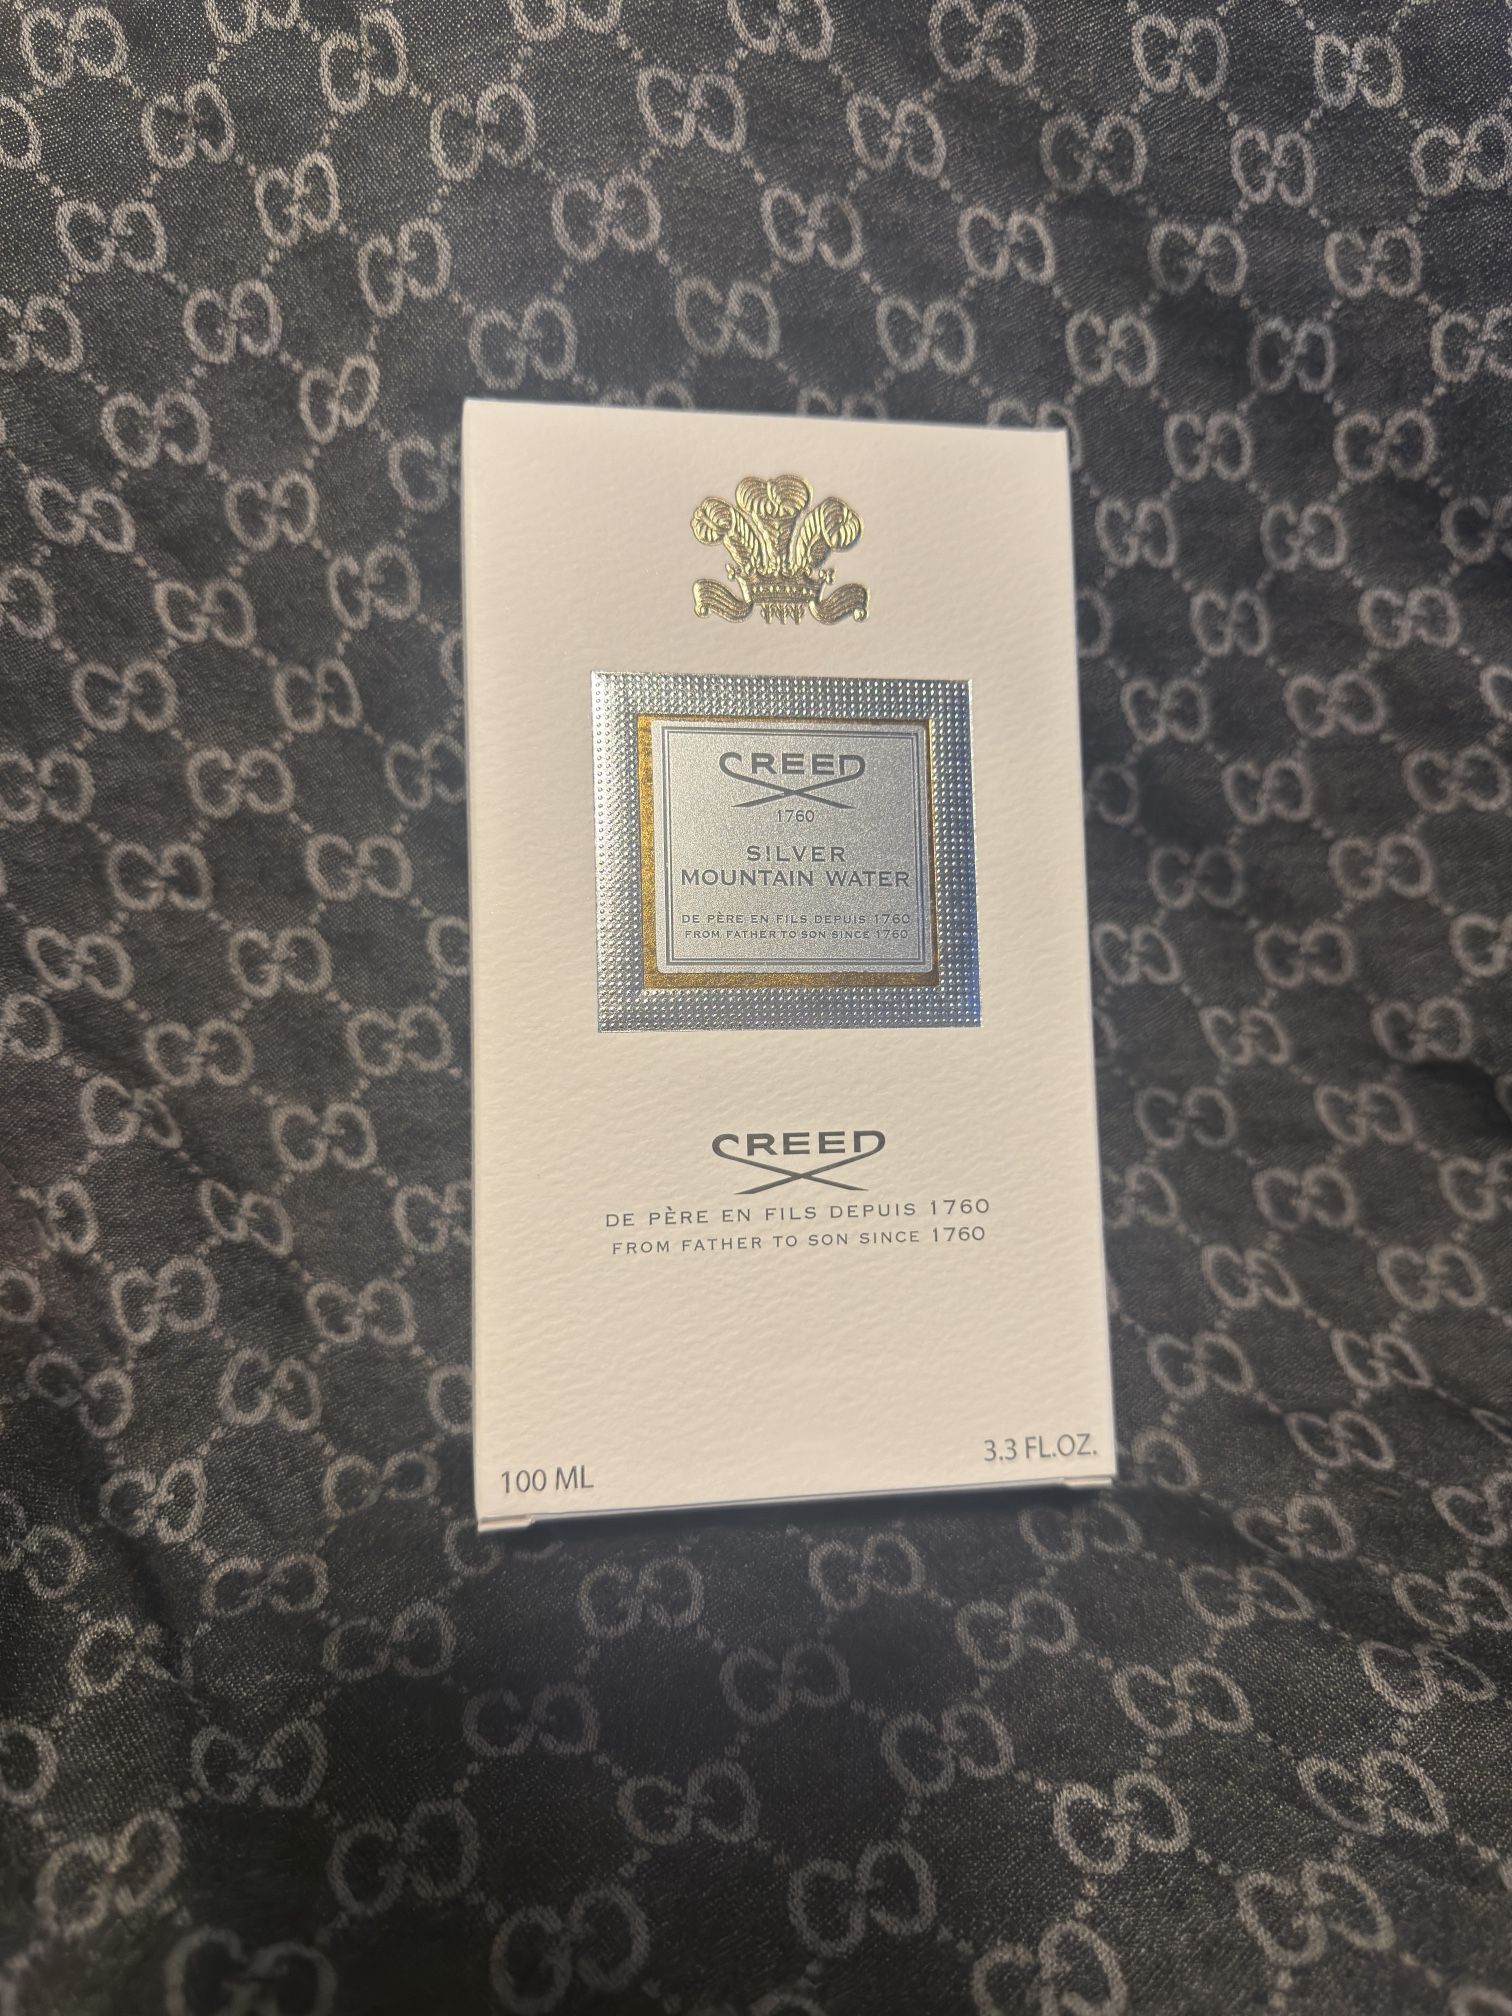 CREED
1760
SILVER
MOUNTAIN WATER
DE PÈRE EN FILS DEPUIS 1760
FROM FATHER TO SON SINCE 1760
CREED
DE PÈRE EN FILS DEPUIS 1760
FROM FATHER TO SON SINCE 1760
100 ML
3.3 FL.OZ.